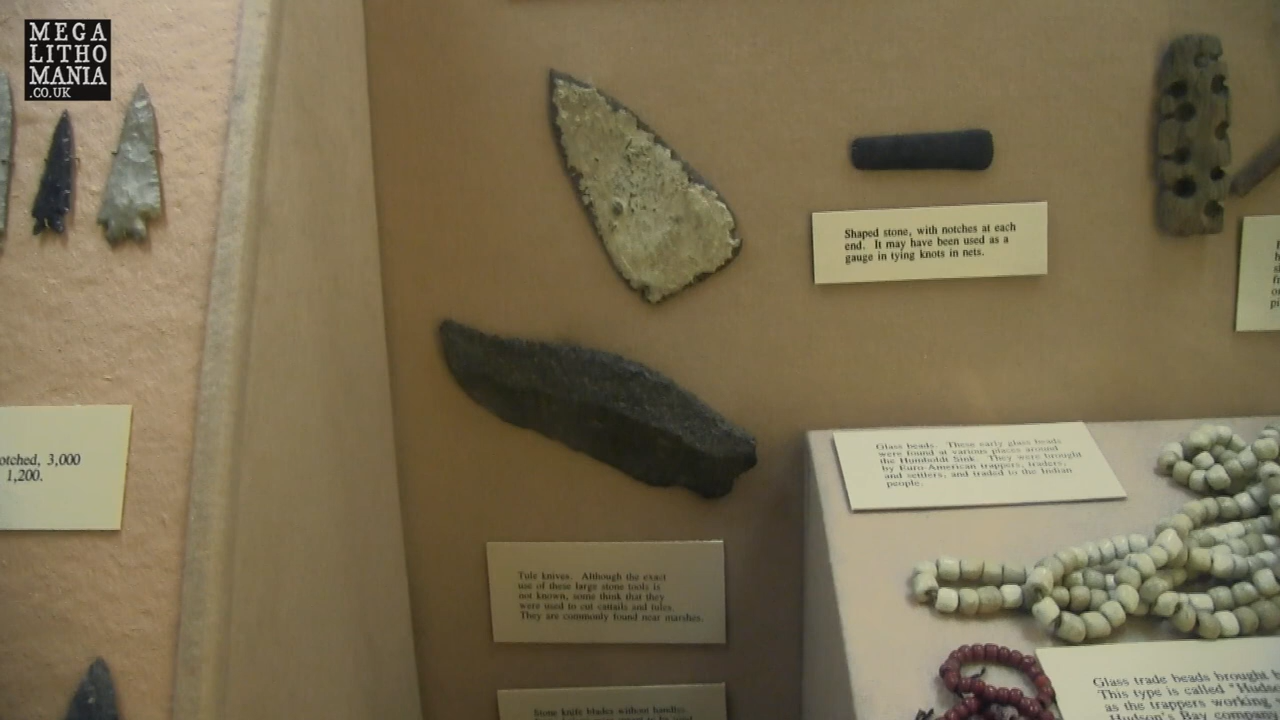 MEGA
LITHO
MANIA
.CO.UK
Shaped stone, with notches at each
end. It may have been used as a
gauge in tying knots in nets.
otched, 3,000
1,200.
Glass beads. These early glass beads
were found at various places around
the Humboldt Sink. They were brought
by Euro-American trappers, traders,
and settlers, and traded to the Indian
people.
Tule knives. Although the exact
use of these large stone tools is
not known, some think that they
were used to cut cattails and tules.
They are commonly found near marshes.
Stone knife blades without handles.
Glass trade beads brought
This type is called "Hudso
as the trappers working
Hudson's Bay company